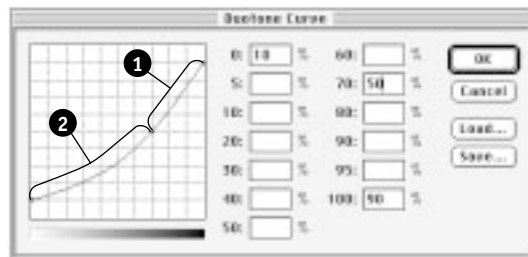 Duotone Curve
1
2
0: 10 %
5: %
10: %
20: %
30: %
40: %
50: %
60: %
70: 50 %
80: %
90: %
95: %
100: 90 %
OK
Cancel
Load...
Save...